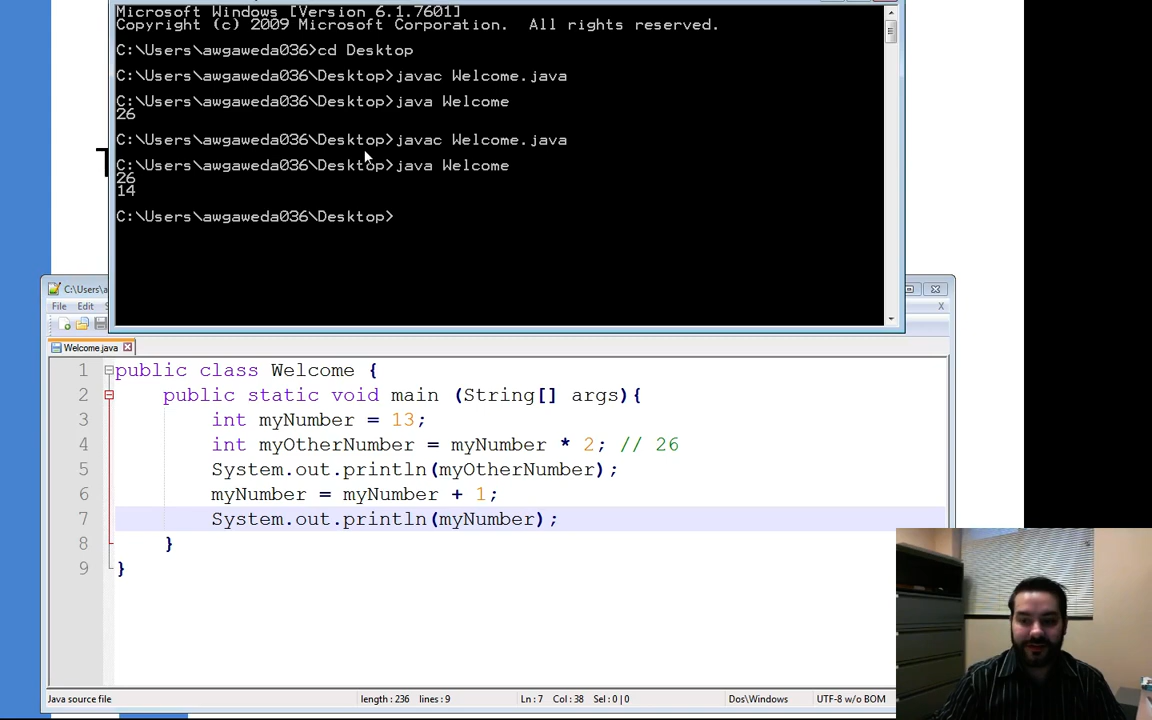 Microsoft Windows [Version 6.1.7601]
Copyright (c) 2009 Microsoft Corporation.  All rights reserved.
C:\Users\awgaweda036>cd Desktop
C:\Users\awgaweda036\Desktop>javac Welcome.java
C:\Users\awgaweda036\Desktop>java Welcome
26
C:\Users\awgaweda036\Desktop>javac Welcome.java
C:\Users\awgaweda036\Desktop>java Welcome
26
14
C:\Users\awgaweda036\Desktop>
T
C:\Users\a
File Edit
X
Welcome.java
1 public class Welcome {
2 public static void main (String[] args){
3 int myNumber = 13;
4 int myOtherNumber = myNumber * 2; // 26
5 System.out.println(myOtherNumber);
6 myNumber = myNumber + 1;
7 System.out.println(myNumber);
8 }
9 }
Java source file length : 236 lines : 9 Ln : 7 Col : 38 Sel : 0 | 0 Dos\Windows UTF-8 w/o BOM